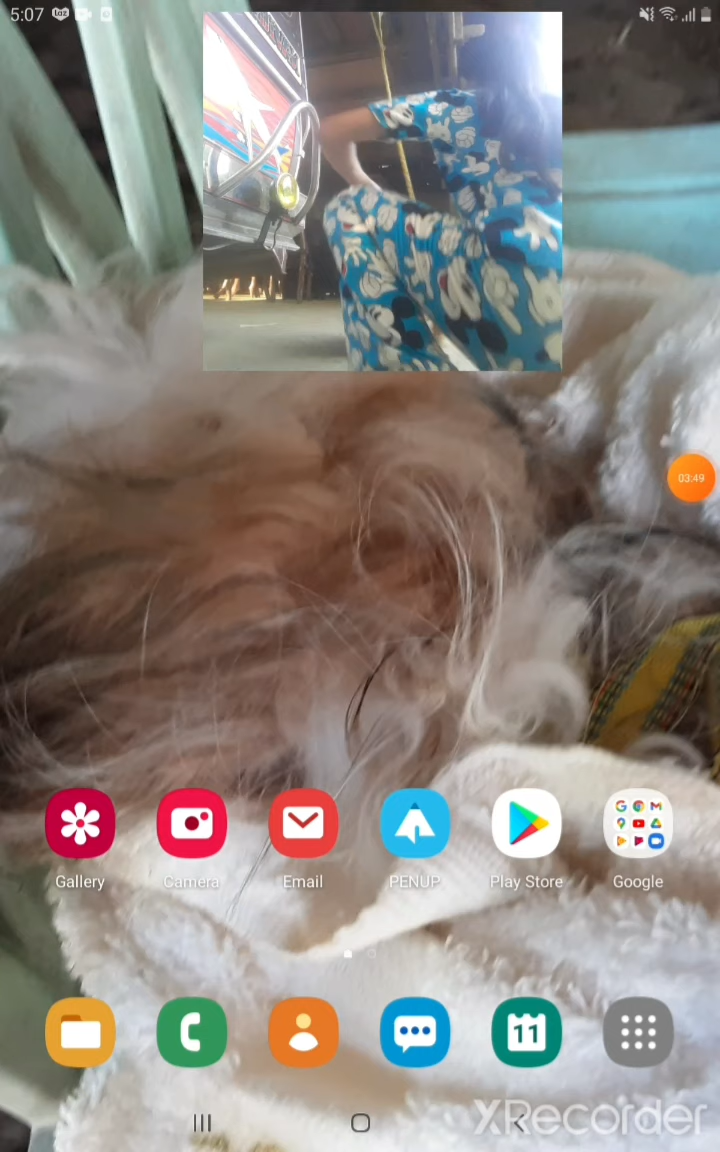 5:07
03:49
Gallery
Camera
Email
PENUP
Play Store
Google
11
XRecorder